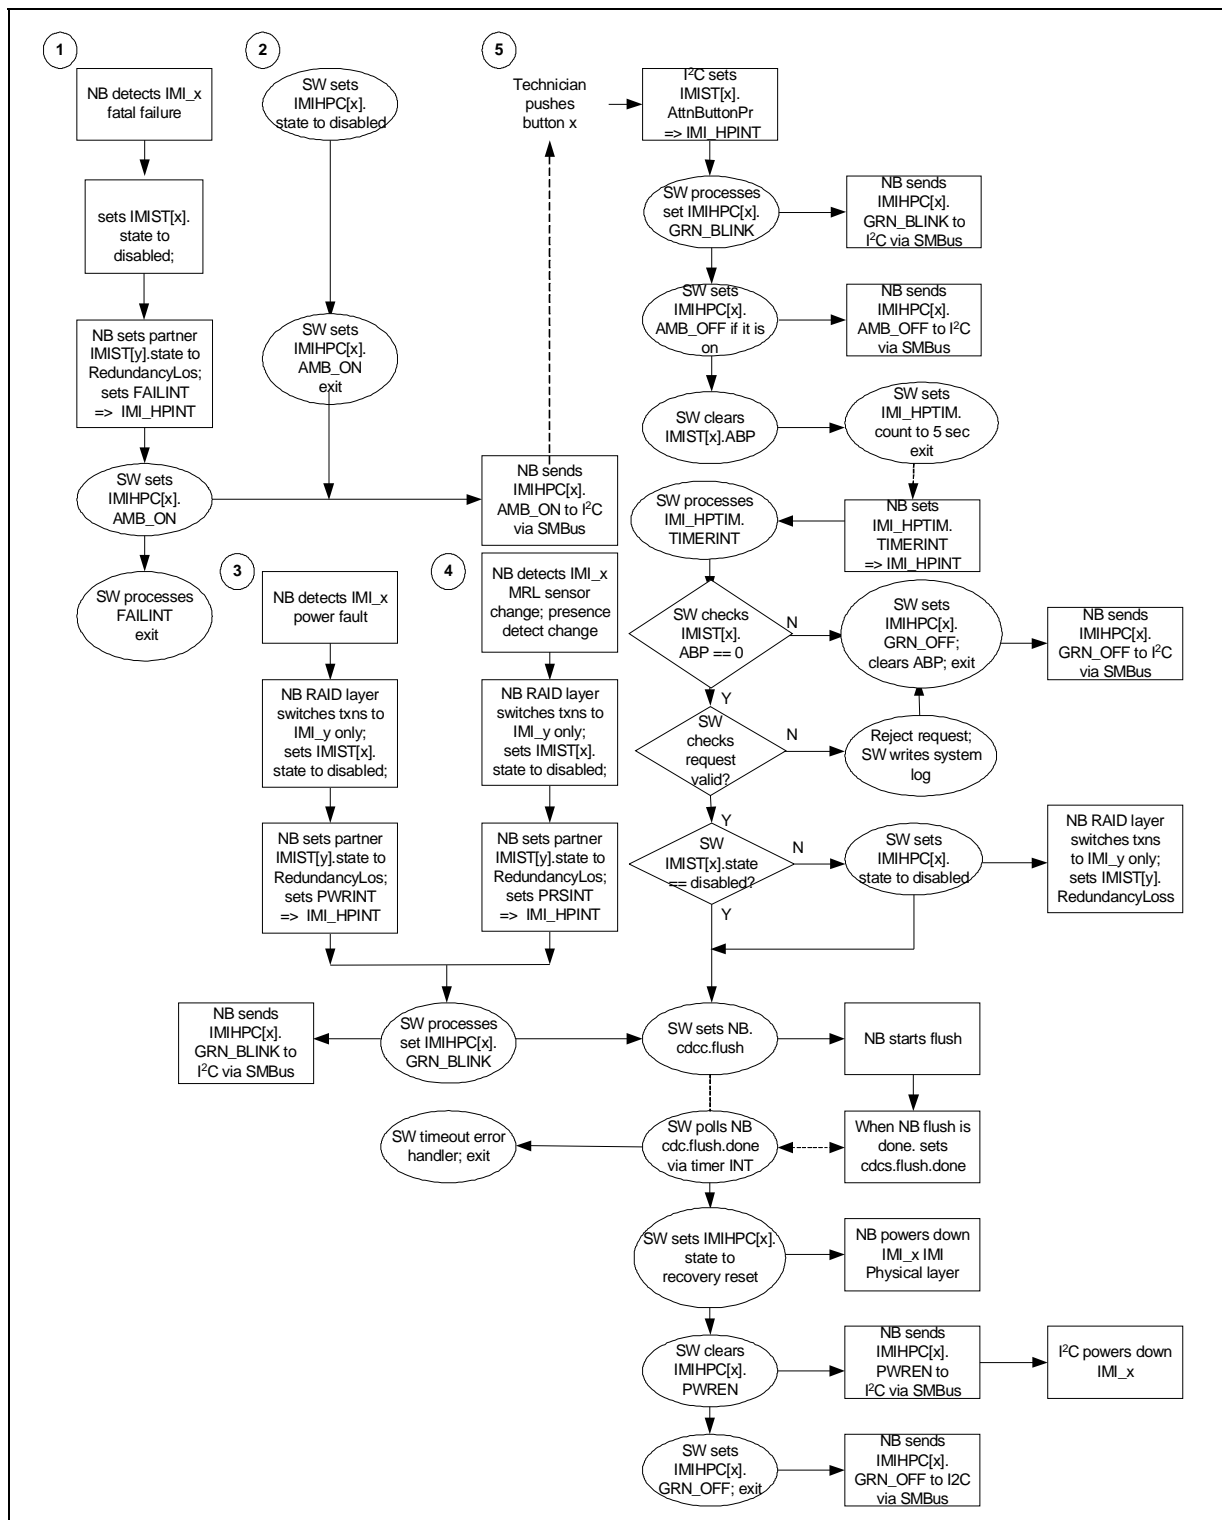 1
NB detects IMI_x
fatal failure
sets IMIST[x].
state to
disabled;
NB sets partner
IMIST[y].state to
RedundancyLos;
sets FAILINT
=> IMI_HPINT
SW sets
IMIHPC[x].
AMB_ON
SW processes
FAILINT
exit
2
SW sets
IMIHPC[x].
state to disabled
SW sets
IMIHPC[x].
AMB_ON
exit
NB sends
IMIHPC[x].
AMB_ON to I²C
via SMBus
3
NB detects IMI_x
power fault
NB RAID layer
switches txns to
IMI_y only;
sets IMIST[x].
state to disabled;
NB sets partner
IMIST[y].state to
RedundancyLos;
sets PWRINT
=> IMI_HPINT
4
NB detects IMI_x
MRL sensor
change; presence
detect change
NB RAID layer
switches txns to
IMI_y only;
sets IMIST[x].
state to disabled;
NB sets partner
IMIST[y].state to
RedundancyLos;
sets PRSINT
=> IMI_HPINT
NB sends
IMIHPC[x].
GRN_BLINK to
I²C via SMBus
SW processes
set IMIHPC[x].
GRN_BLINK
5
Technician
pushes
button x
I²C sets
IMIST[x].
AttnButtonPr
=> IMI_HPINT
SW processes
set IMIHPC[x].
GRN_BLINK
NB sends
IMIHPC[x].
GRN_BLINK to
I²C via SMBus
SW sets
IMIHPC[x].
AMB_OFF if it is
on
NB sends
IMIHPC[x].
AMB_OFF to I²C
via SMBus
SW clears
IMIST[x].ABP
SW sets
IMI_HPTIM.
count to 5 sec
exit
SW processes
IMI_HPTIM.
TIMERINT
NB sets
IMI_HPTIM.
TIMERINT
=> IMI_HPINT
SW checks
IMIST[x].
ABP == 0
N
SW sets
IMIHPC[x].
GRN_OFF;
clears ABP; exit
NB sends
IMIHPC[x].
GRN_OFF to I²C
via SMBus
Y
SW
checks
request
valid?
N
Reject request;
SW writes system
log
Y
SW
IMIST[x].state
== disabled?
N
SW sets
IMIHPC[x].
state to disabled
NB RAID layer
switches txns
to IMI_y only;
sets IMIST[y].
RedundancyLoss
Y
SW sets NB.
cdcc.flush
NB starts flush
SW timeout error
handler; exit
SW polls NB
cdc.flush.done
via timer INT
When NB flush is
done. sets
cdcs.flush.done
SW sets IMIHPC[x].
state to
recovery reset
NB powers down
IMI_x IMI
Physical layer
SW clears
IMIHPC[x].
PWREN
NB sends
IMIHPC[x].
PWREN to
I²C via SMBus
I²C powers down
IMI_x
SW sets
IMIHPC[x].
GRN_OFF; exit
NB sends
IMIHPC[x].
GRN_OFF to I2C
via SMBus